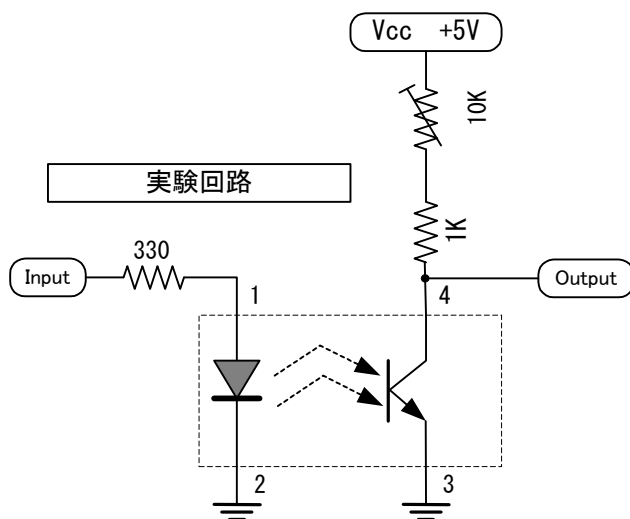 Vcc +5V
10K
実験回路
1K
330
Input
Output
1
4
2
3